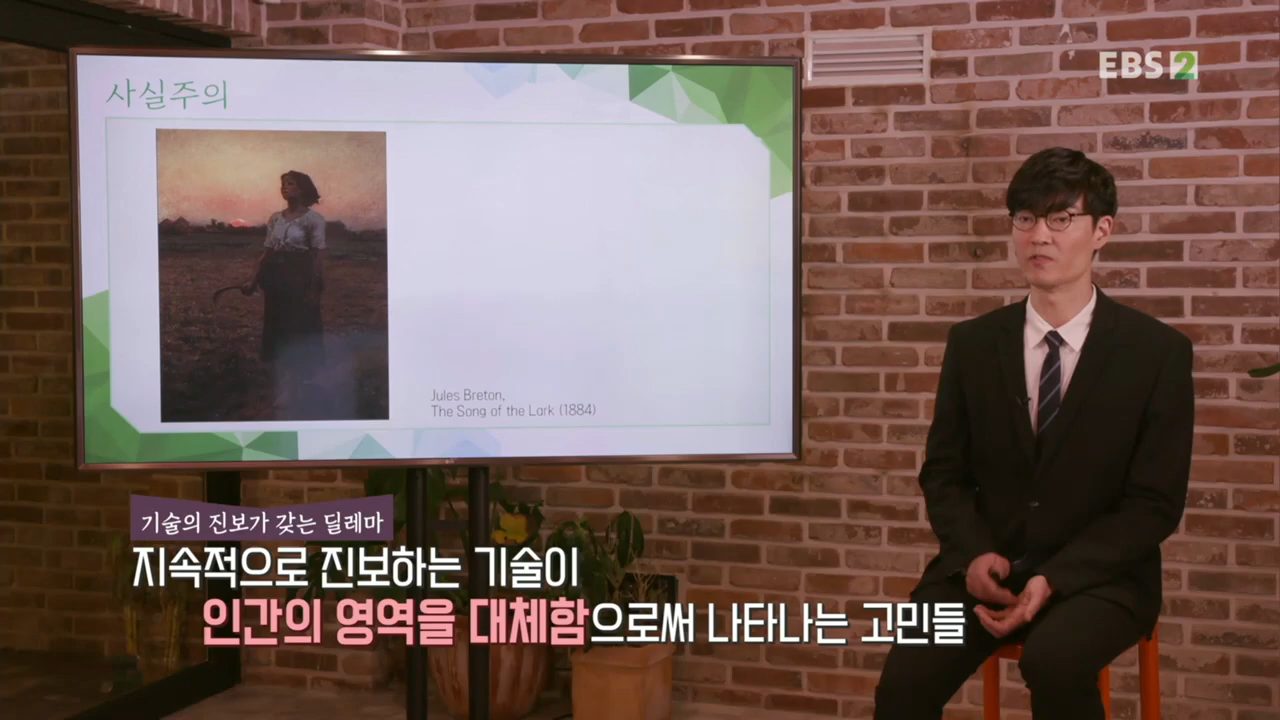 EBS2
사실주의
Jules Breton,
The Song of the Lark (1884)
기술의 진보가 갖는 딜레마
지속적으로 진보하는 기술이
인간의 영역을 대체함으로써 나타나는 고민들